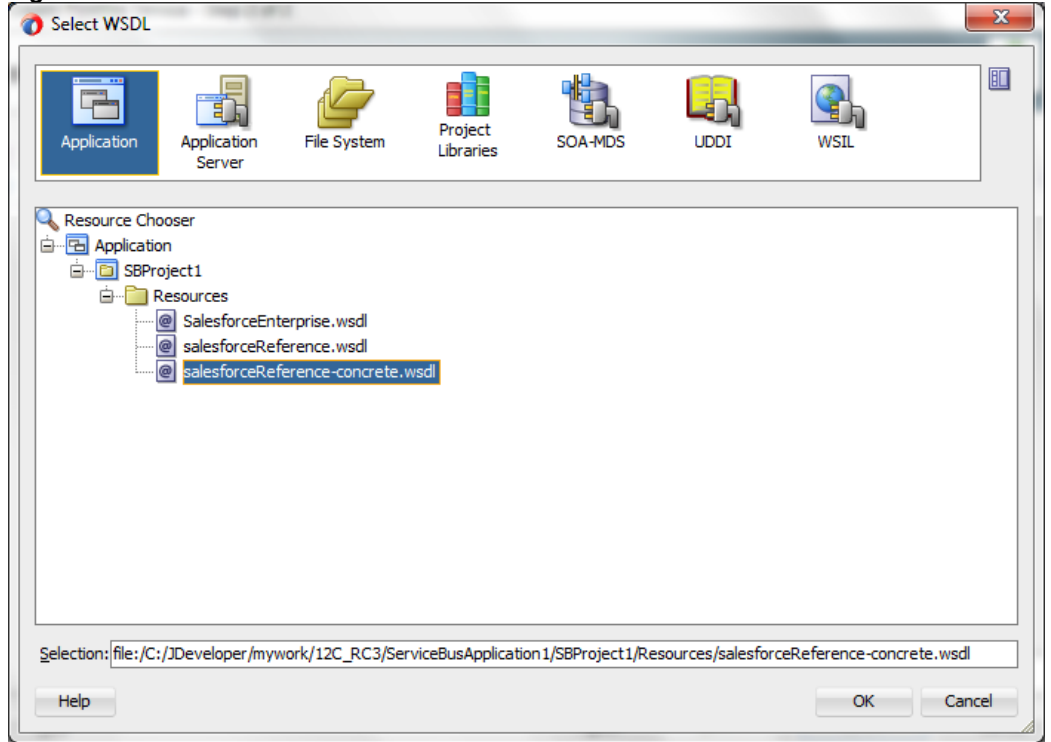 Select WSDL
Application
Application Server
File System
Project Libraries
SOA-MDS
UDDI
WSIL
Resource Chooser
Application
SBProject1
Resources
SalesforceEnterprise.wsdl
salesforceReference.wsdl
salesforceReference-concrete.wsdl
Selection: file:/C:/JDeveloper/mywork/12C_RC3/ServiceBusApplication1/SBProject1/Resources/salesforceReference-concrete.wsdl
Help
OK
Cancel